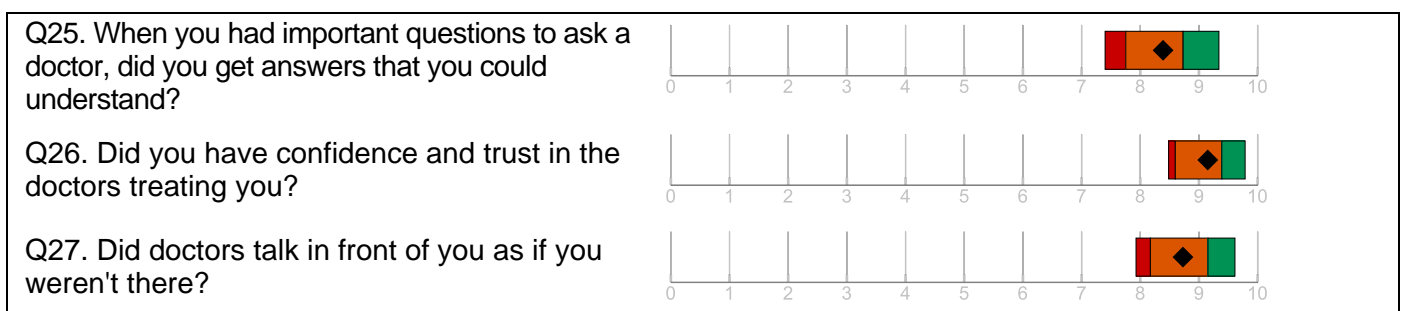 Q25. When you had important questions to ask a
doctor, did you get answers that you could
understand?
0 1 2 3 4 5 6 7 8 9 10
Q26. Did you have confidence and trust in the
doctors treating you?
0 1 2 3 4 5 6 7 8 9 10
Q27. Did doctors talk in front of you as if you
weren't there?
0 1 2 3 4 5 6 7 8 9 10